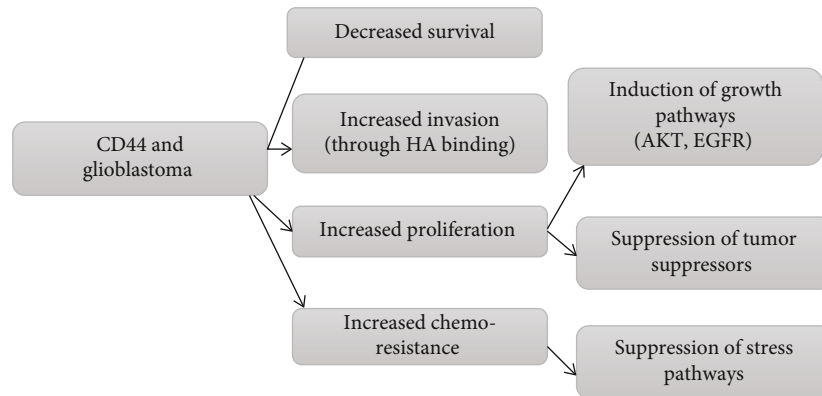 Decreased survival
CD44 and
glioblastoma
Increased invasion
(through HA binding)
Increased proliferation
Increased chemo-
resistance
Induction of growth
pathways
(AKT, EGFR)
Suppression of tumor
suppressors
Suppression of stress
pathways